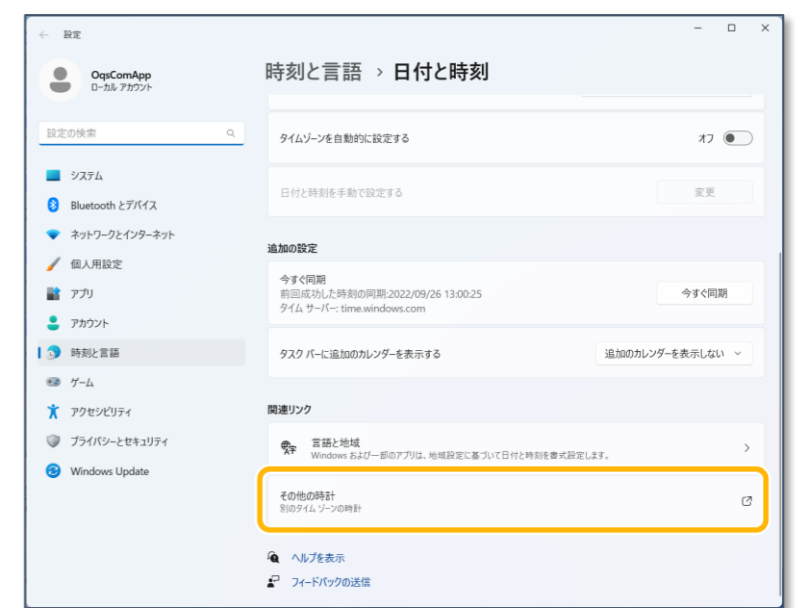 設定
OqsComApp
ローカル アカウント
設定の検索
システム
Bluetooth とデバイス
ネットワークとインターネット
個人用設定
アプリ
アカウント
時刻と言語
ゲーム
アクセシビリティ
プライバシーとセキュリティ
Windows Update
時刻と言語 › 日付と時刻
タイムゾーンを自動的に設定する
オフ
日付と時刻を手動で設定する
変更
追加の設定
今すぐ同期
前回成功した時刻の同期:2022/09/26 13:00:25
タイム サーバー: time.windows.com
今すぐ同期
タスク バーに追加のカレンダーを表示する
追加のカレンダーを表示しない
関連リンク
言語と地域
Windows および一部のアプリは、地域設定に基づいて日付と時刻を書式設定します。
その他の時計
別のタイム ゾーンの時計
ヘルプを表示
フィードバックの送信